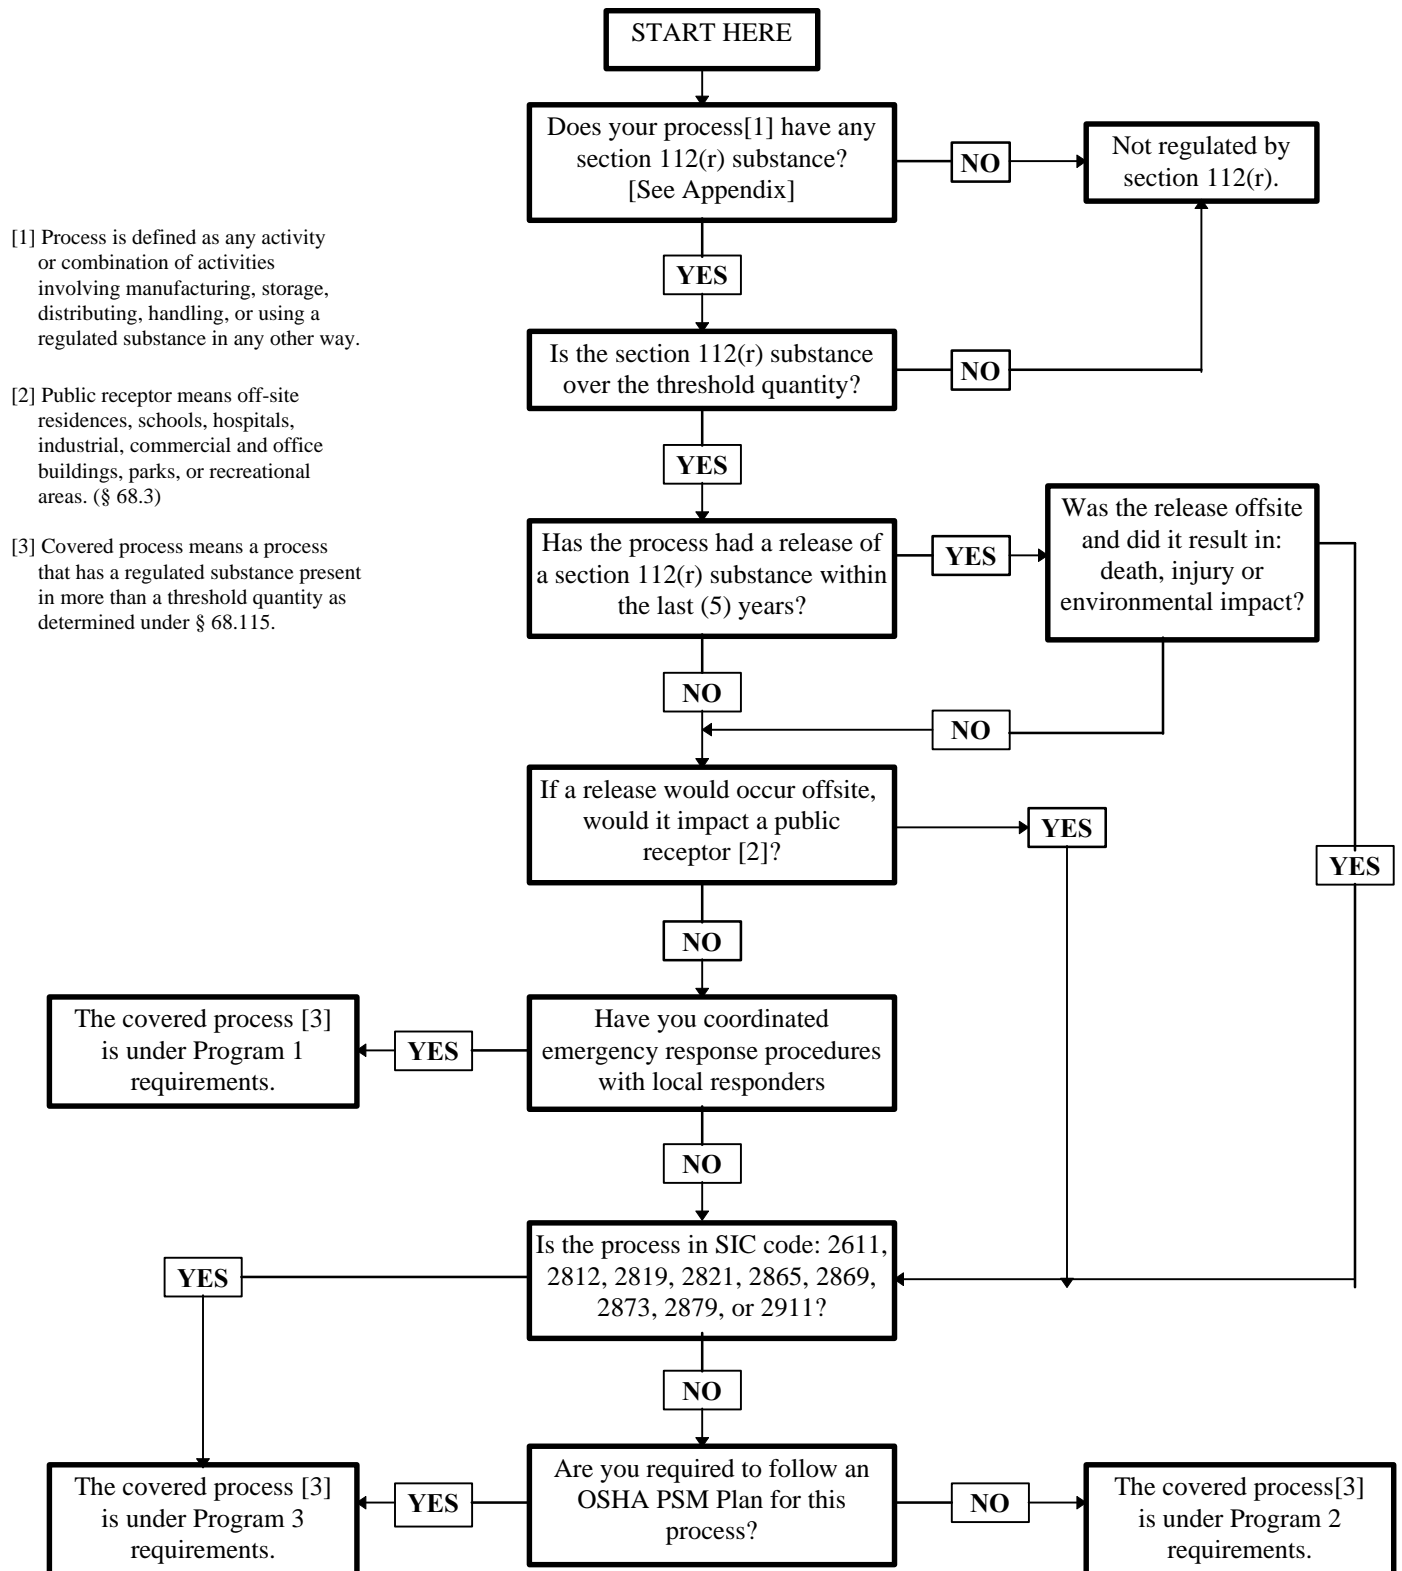 START HERE
Does your process[1] have any
section 112(r) substance?
[See Appendix]
NO
Not regulated by
section 112(r).
YES
[1] Process is defined as any activity
or combination of activities
involving manufacturing, storage,
distributing, handling, or using a
regulated substance in any other way.
Is the section 112(r) substance
over the threshold quantity?
NO
[2] Public receptor means off-site
residences, schools, hospitals,
industrial, commercial and office
buildings, parks, or recreational
areas. (§ 68.3)
YES
[3] Covered process means a process
that has a regulated substance present
in more than a threshold quantity as
determined under § 68.115.
Has the process had a release of
a section 112(r) substance within
the last (5) years?
YES
Was the release offsite
and did it result in:
death, injury or
environmental impact?
NO
NO
If a release would occur offsite,
would it impact a public
receptor [2]?
YES
YES
NO
The covered process [3]
is under Program 1
requirements.
YES
Have you coordinated
emergency response procedures
with local responders
NO
YES
Is the process in SIC code: 2611,
2812, 2819, 2821, 2865, 2869,
2873, 2879, or 2911?
NO
The covered process [3]
is under Program 3
requirements.
YES
Are you required to follow an
OSHA PSM Plan for this
process?
NO
The covered process[3]
is under Program 2
requirements.